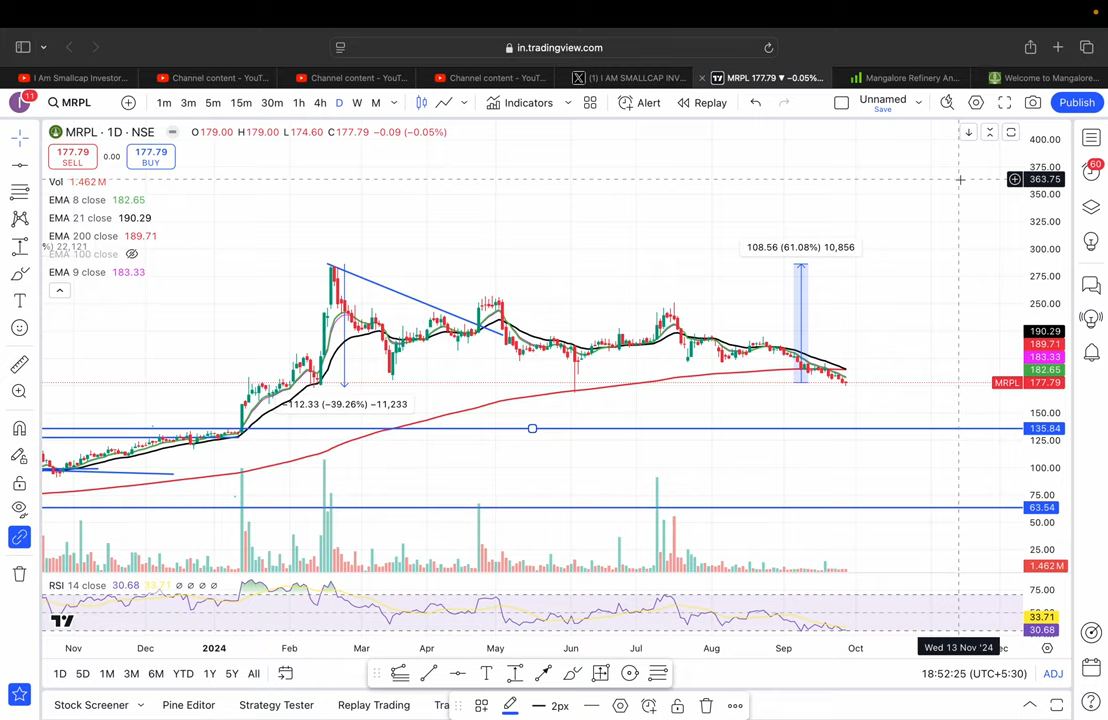 in.tradingview.com
I Am Smallcap Investor...
Channel content - YouT...
Channel content - YouT...
Channel content - YouT...
(1) I AM SMALLCAP INV...
MRPL 177.79 ▼ −0.05%...
Mangalore Refinery An...
Welcome to Mangalore...
11
MRPL
1m 3m 5m 15m 30m 1h 4h D W M
Indicators
Alert
Replay
Unnamed
Save
Publish
MRPL · 1D · NSE
O179.00 H179.00 L174.60 C177.79 −0.09 (−0.05%)
177.79
SELL
0.00
177.79
BUY
Vol 1.462 M
EMA 8 close 182.65
EMA 21 close 190.29
EMA 200 close 189.71
%) 22,121
EMA 100 close
EMA 9 close 183.33
108.56 (61.08%) 10,856
−112.33 (−39.26%) −11,233
400.00
375.00
363.75
350.00
325.00
300.00
275.00
250.00
190.29
189.71
183.33
182.65
MRPL 177.79
150.00
135.84
125.00
100.00
75.00
63.54
50.00
25.00
1.462 M
60
RSI 14 close 30.68 33.71 ∅ ∅ ∅ ∅
75.00
33.71
30.68
Nov Dec 2024 Feb Mar Apr May Jun Jul Aug Sep Oct
Wed 13 Nov '24
1D 5D 1M 3M 6M YTD 1Y 5Y All
18:52:25 (UTC+5:30)
ADJ
Stock Screener
Pine Editor
Strategy Tester
Replay Trading
Tra
2px